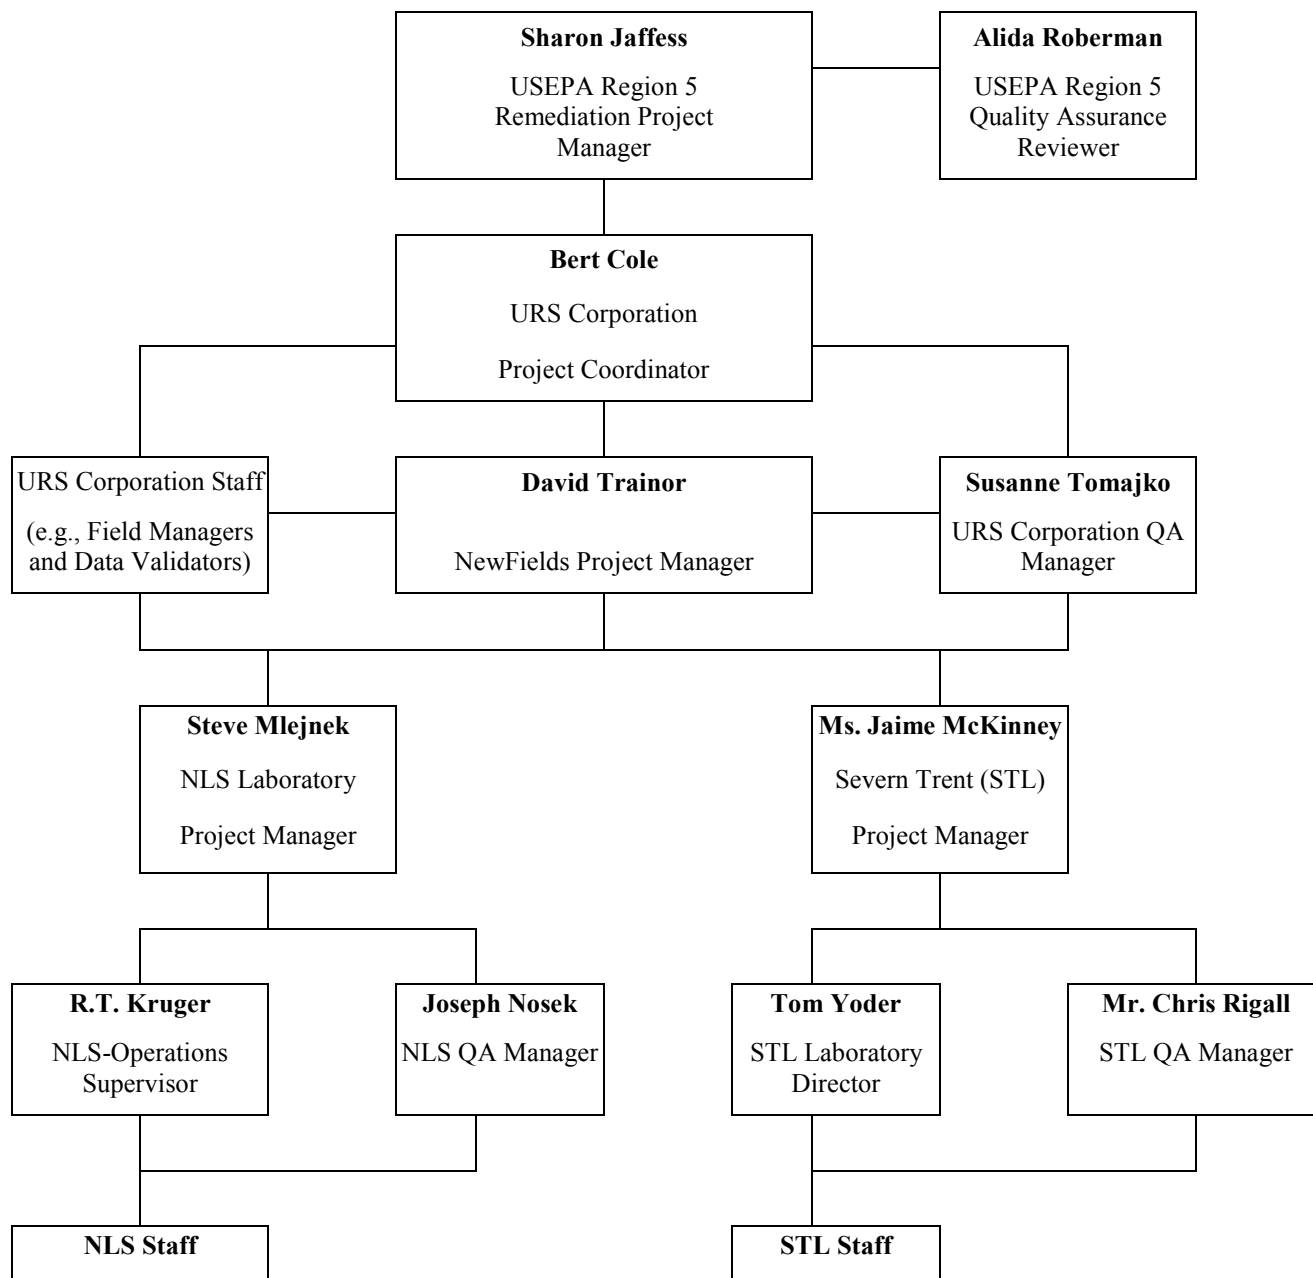 Sharon Jaffess
USEPA Region 5
Remediation Project
Manager
Alida Roberman
USEPA Region 5
Quality Assurance
Reviewer
Bert Cole
URS Corporation
Project Coordinator
URS Corporation Staff
(e.g., Field Managers
and Data Validators)
David Trainor
NewFields Project Manager
Susanne Tomajko
URS Corporation QA
Manager
Steve Mlejnek
NLS Laboratory
Project Manager
Ms. Jaime McKinney
Severn Trent (STL)
Project Manager
R.T. Kruger
NLS-Operations
Supervisor
Joseph Nosek
NLS QA Manager
Tom Yoder
STL Laboratory
Director
Mr. Chris Rigall
STL QA Manager
NLS Staff
STL Staff